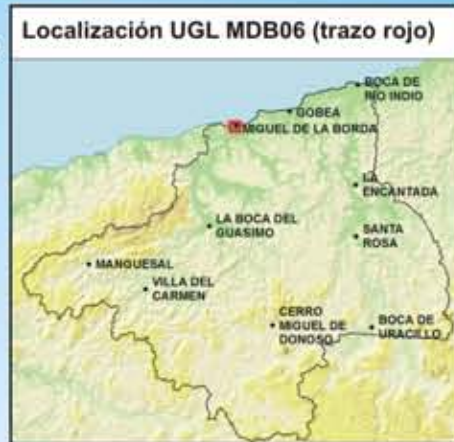 Localización UGL MDB06 (trazo rojo)
BOCA DE
RÍO INDIO
GOBEA
MIGUEL DE LA BORDA
LA
ENCANTADA
LA BOCA DEL
GUASIMO
SANTA
ROSA
MANGUESAL
VILLA DEL
CARMEN
CERRO
MIGUEL DE
DONOSO
BOCA DE
URACILLO